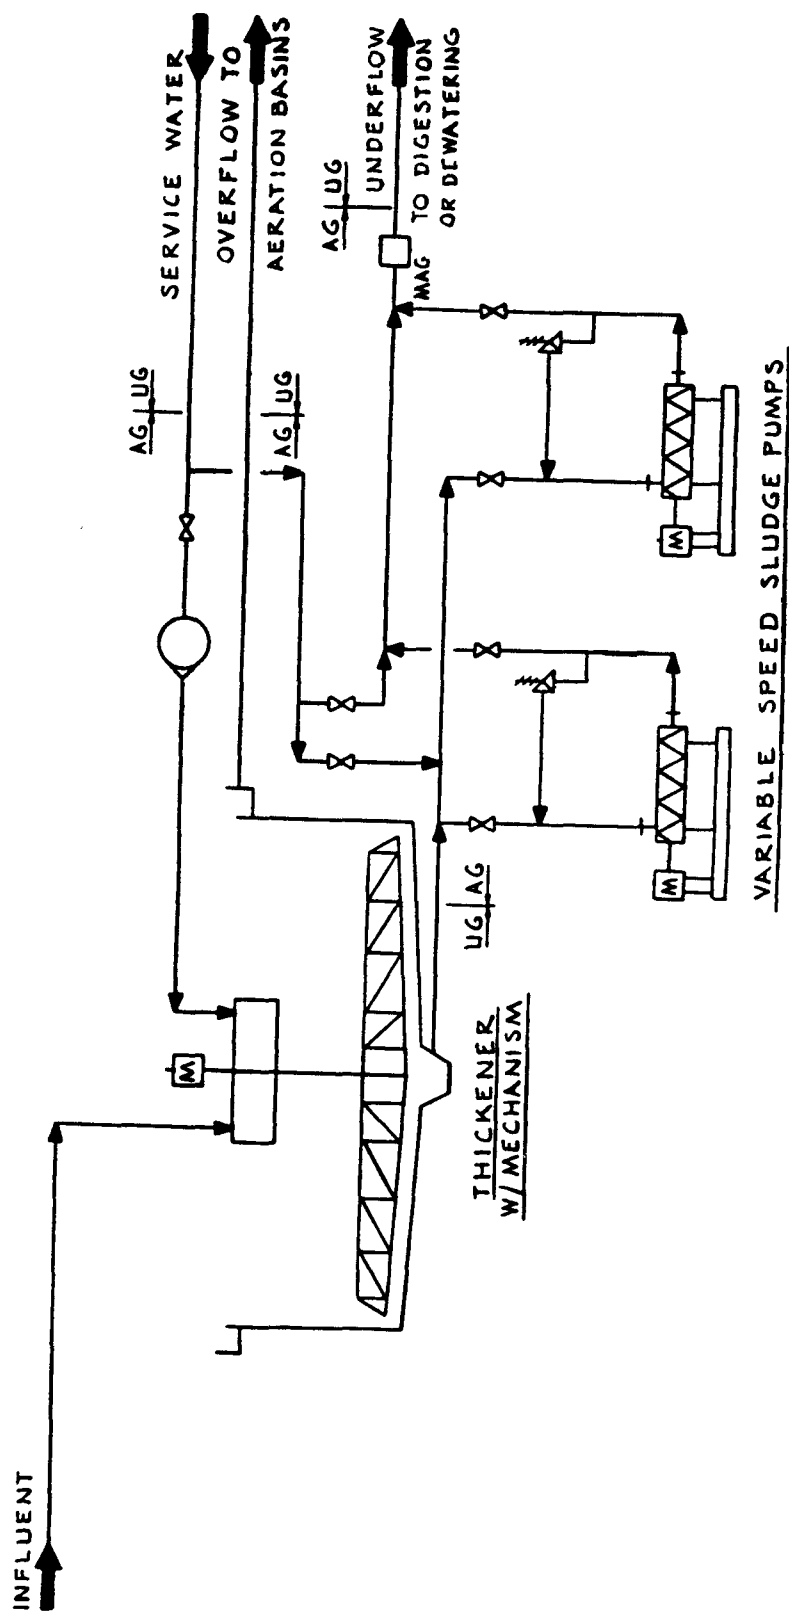 INFLUENT
SERVICE WATER
OVERFLOW TO
AERATION BASINS
UNDERFLOW
TO DIGESTION
OR DEWATERING
AG UG
AG UG
AG UG
MAG
M
UG AG
THICKENER
W/MECHANISM
M
M
VARIABLE SPEED SLUDGE PUMPS